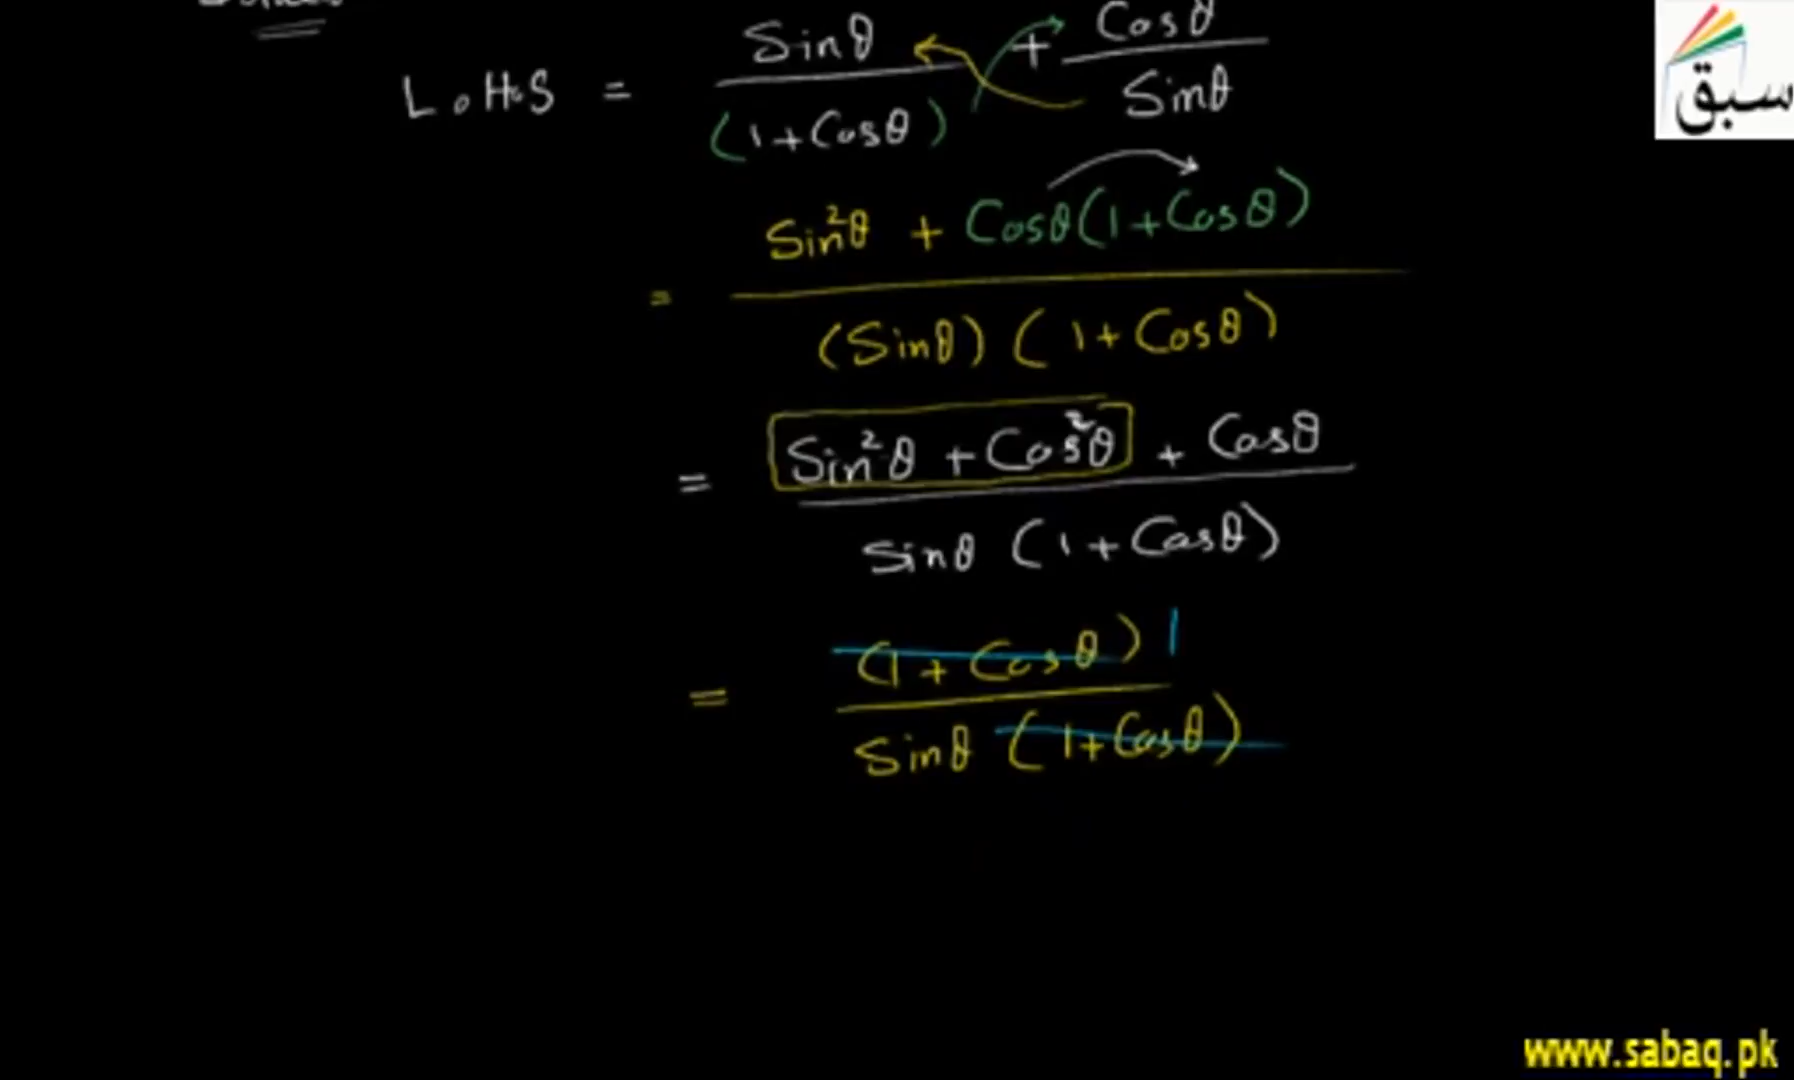 L.H.S = Sinθ/(1+Cosθ) + Cosθ/Sinθ
سبق
= Sin²θ + Cosθ(1+Cosθ)/(Sinθ)(1+Cosθ)
= Sin²θ + Cos²θ + Cosθ/Sinθ(1+Cosθ)
= (1+Cosθ) 1/Sinθ(1+Cosθ)
www.sabaq.pk